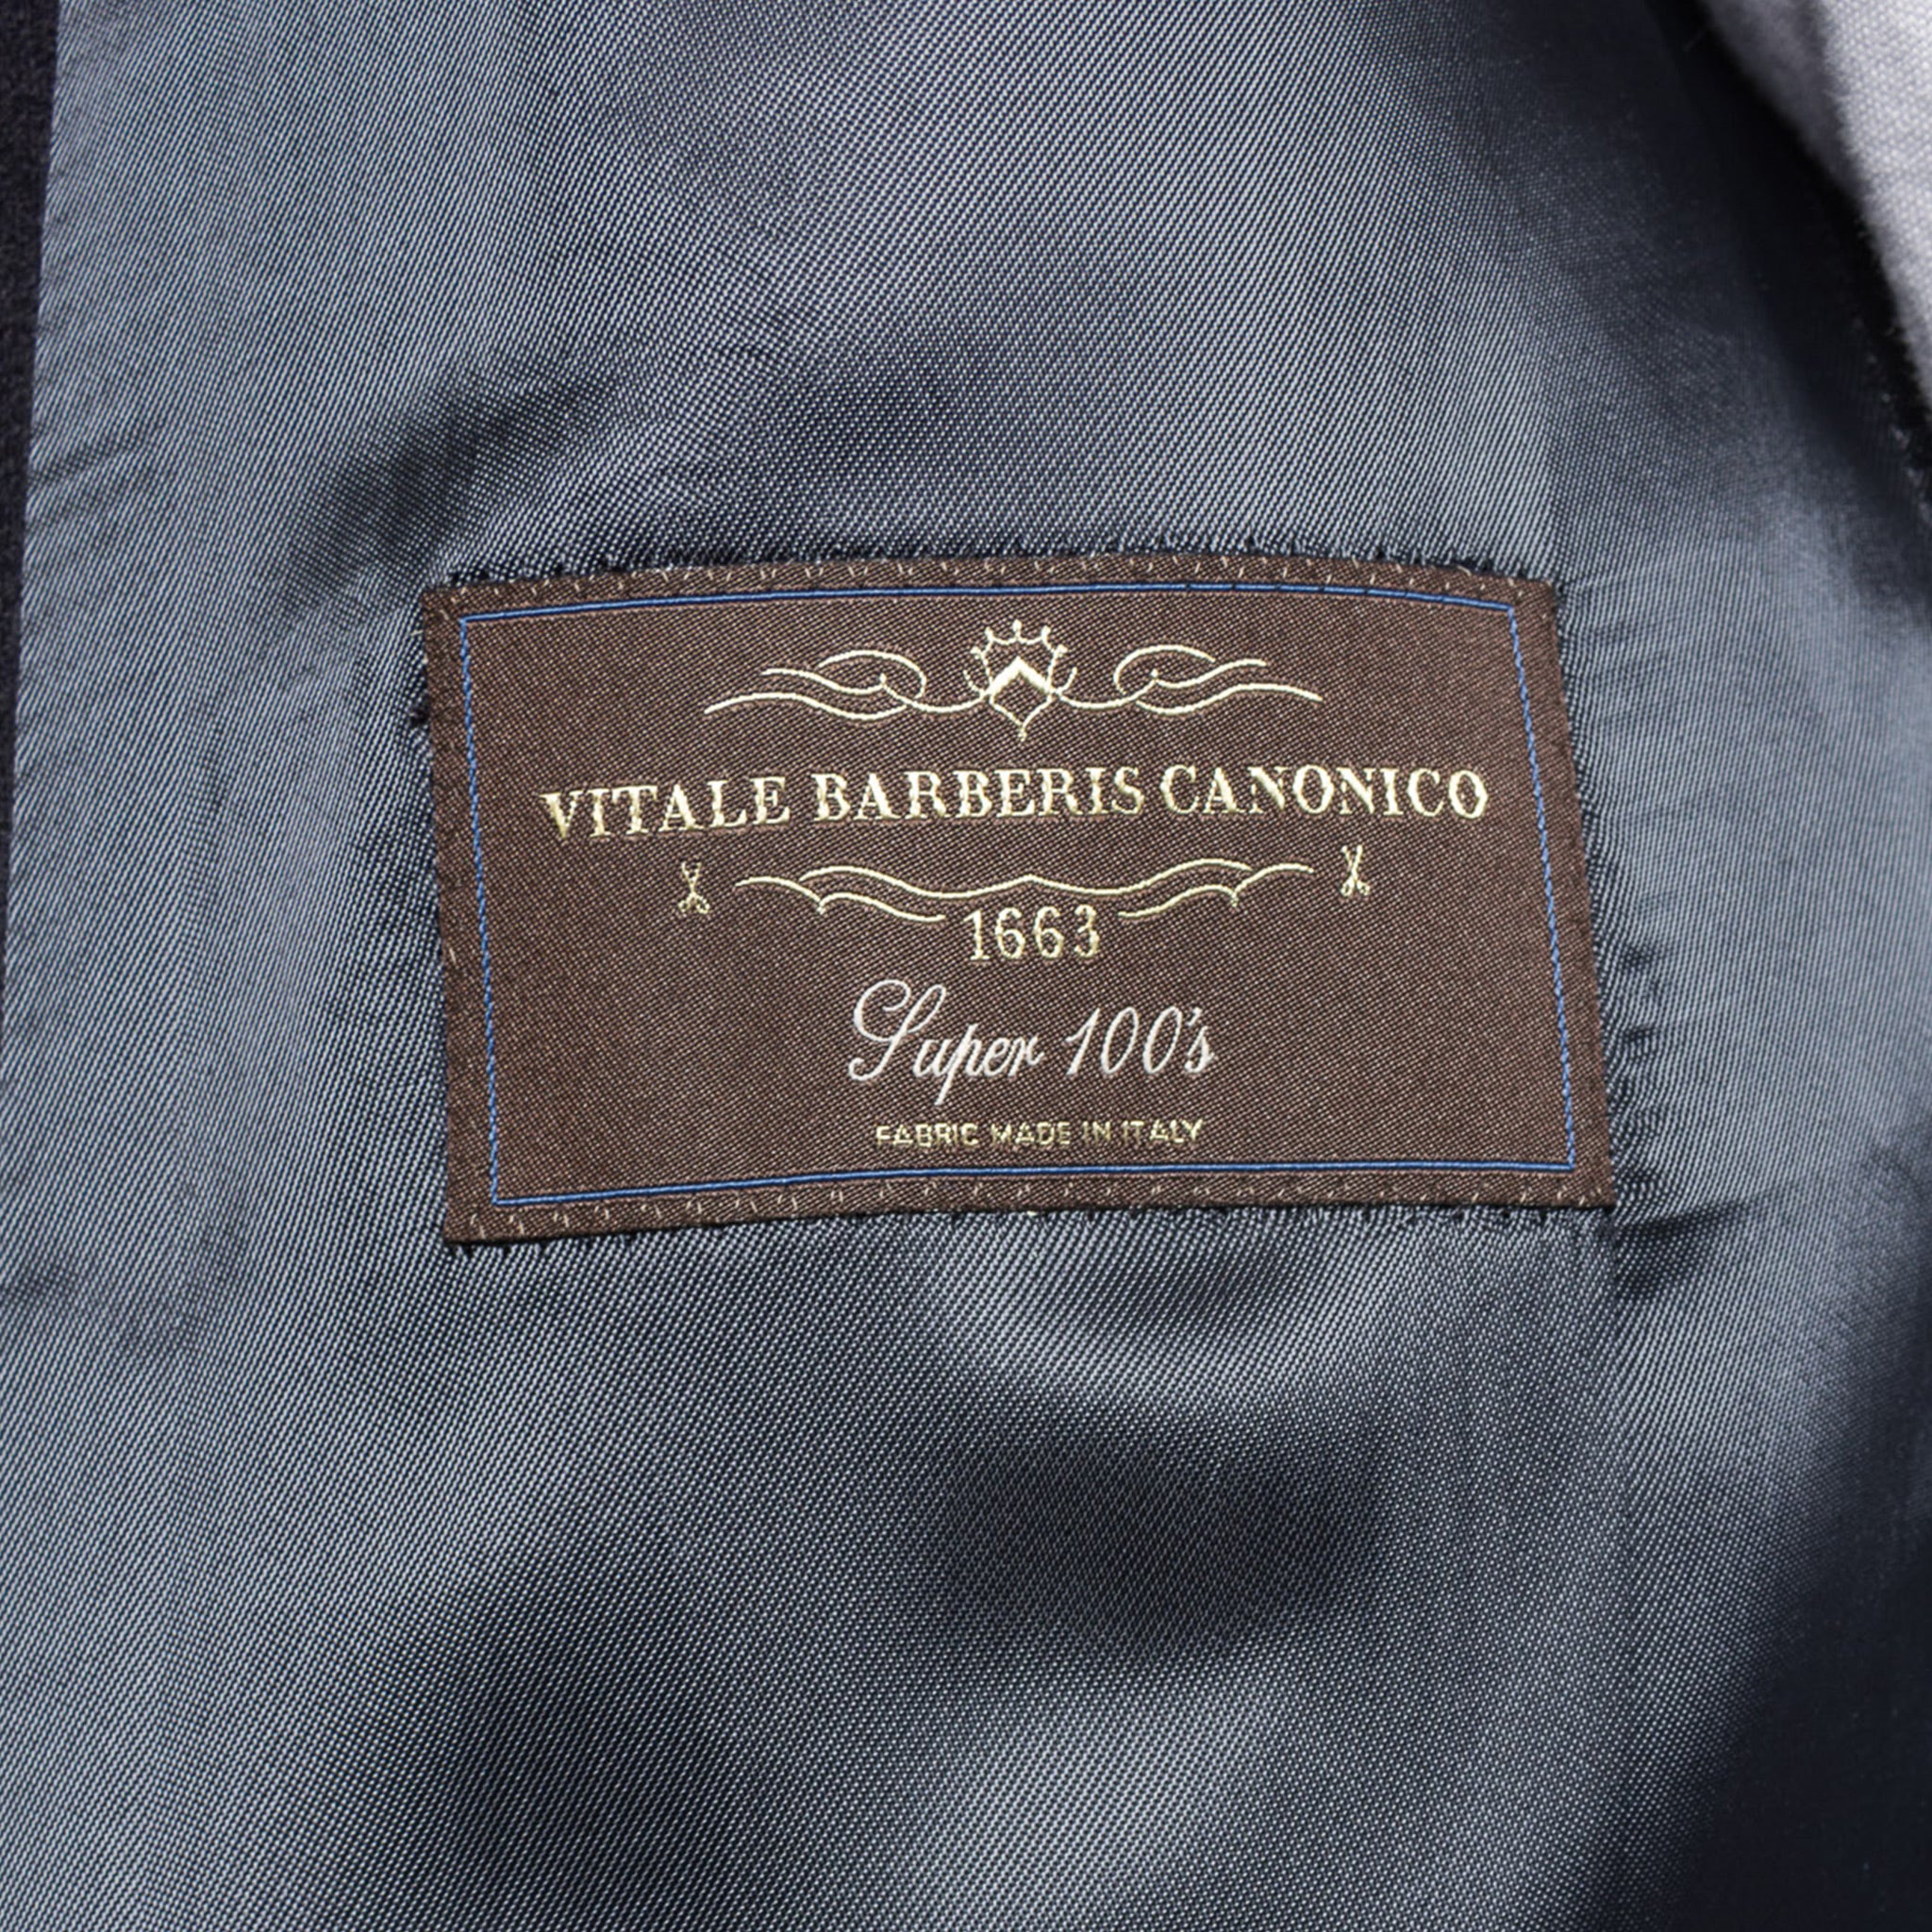 VITALE BARBERIS CANONICO
1663
Super 100's
FABRIC MADE IN ITALY